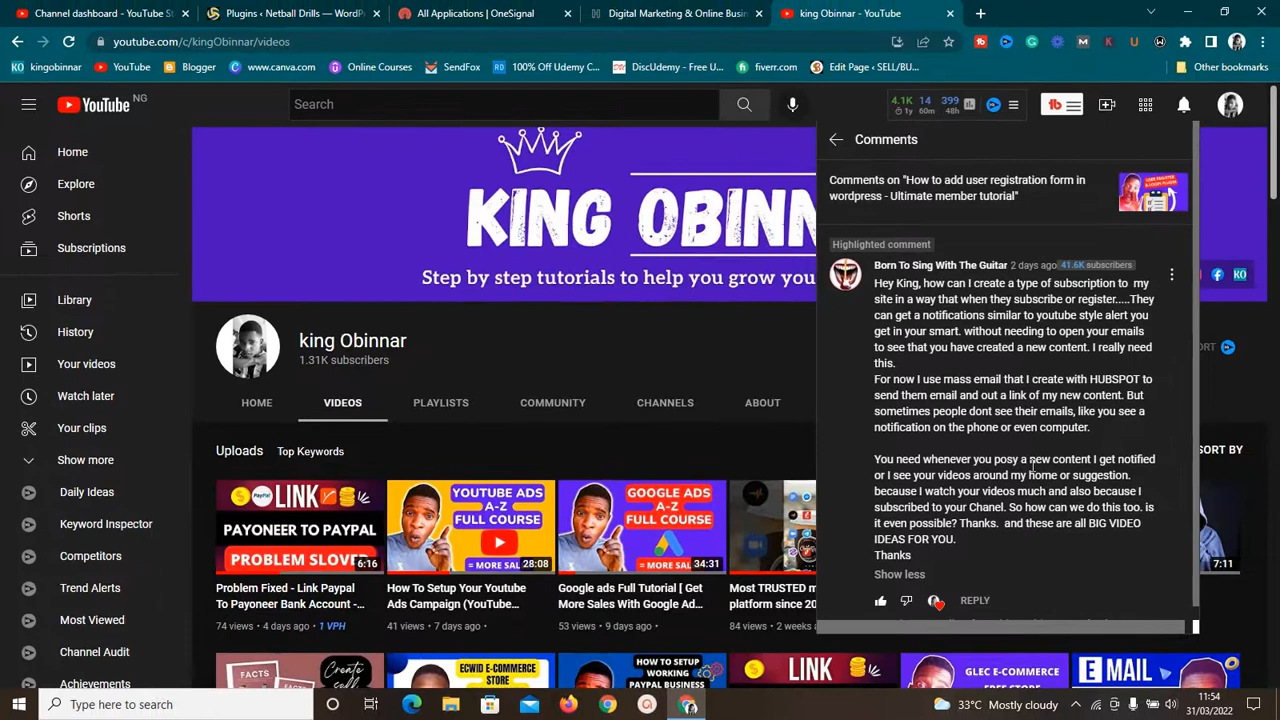 Channel dashboard - YouTube St
Plugins ‹ Netball Drills — WordPr
All Applications | OneSignal
Digital Marketing & Online Busin
king Obinnar - YouTube
youtube.com/c/kingObinnar/videos
kingobinnar
YouTube
Blogger
www.canva.com
Online Courses
SendFox
100% Udemy Cou...
DiscUdemy - Free U...
fiverr.com
Edit Page ‹ SELL/BU...
Other bookmarks
YouTube NG
Search
4.1K 14 399
1y 60m 48h
Home
Explore
Shorts
Subscriptions
Library
History
Your videos
Watch later
Your clips
Show more
Daily Ideas
Keyword Inspector
Competitors
Trend Alerts
Most Viewed
Channel Audit
Achievements
KING OBINN
Step by step tutorials to help you grow you
king Obinnar
1.31K subscribers
HOME
VIDEOS
PLAYLISTS
COMMUNITY
CHANNELS
ABOUT
Uploads
Top Keywords
SORT BY
LINK
PAYONEER TO PAYPAL
PROBLEM SLOVED
6:16
Problem Fixed - Link Paypal
To Payoneer Bank Account -...
74 views • 4 days ago • 1 VPH
YOUTUBE ADS
A-Z
FULL COURSE
= MORE SAL
28:08
How To Setup Your Youtube
Ads Campaign (YouTube...
41 views • 7 days ago
GOOGLE ADS
A-Z
FULL COURSE
= MORE SAL
34:31
Google ads Full Tutorial [ Get
More Sales With Google Ad...
53 views • 9 days ago
Most TRUSTED
platform since 20
84 views • 2 weeks a
7:11
FACTS
Create
ECWID E-COMMERCE
STORE
HOW TO SETUP
WORKING
PAYPAL BUSINESS
LINK
GLEC E-COMMERCE
EMAIL
Comments
Comments on "How to add user registration form in
wordpress - Ultimate member tutorial"
Highlighted comment
Born To Sing With The Guitar 2 days ago 41.6K subscribers
Hey King, how can I create a type of subscription to my
site in a way that when they subscribe or register.....They
can get a notifications similar to youtube style alert you
get in your smart. without needing to open your emails
to see that you have created a new content. I really need
this.
For now I use mass email that I create with HUBSPOT to
send them email and out a link of my new content. But
sometimes people dont see their emails, like you see a
notification on the phone or even computer.
You need whenever you posy a new content I get notified
or I see your videos around my home or suggestion.
because I watch your videos much and also because I
subscribed to your Chanel. So how can we do this too. is
it even possible? Thanks. and these are all BIG VIDEO
IDEAS FOR YOU.
Thanks
Show less
REPLY
Type here to search
33°C Mostly cloudy
11:54
31/03/2022